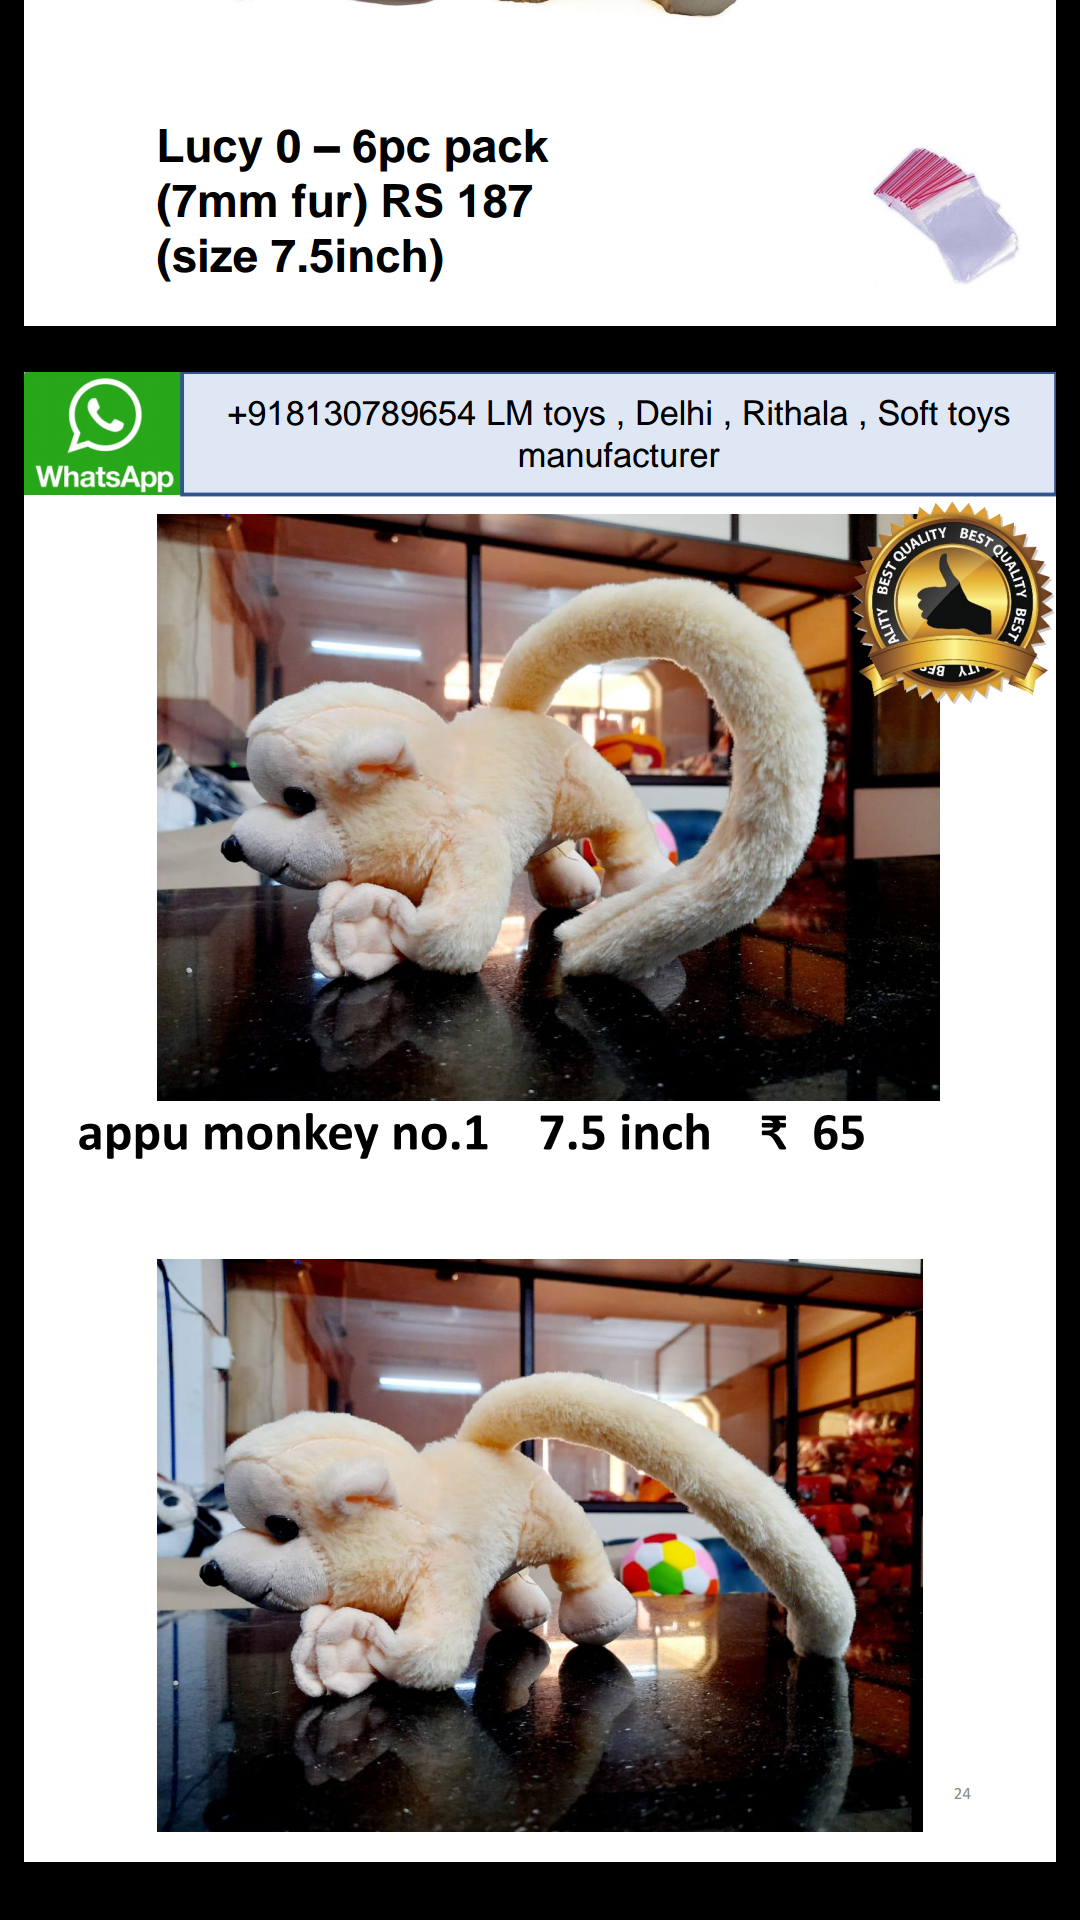 Lucy 0 – 6pc pack
(7mm fur) RS 187
(size 7.5inch)
WhatsApp
+918130789654 LM toys , Delhi , Rithala , Soft toys
manufacturer
BEST QUALITY BEST QUALITY BEST
appu monkey no.1 7.5 inch ₹ 65
24